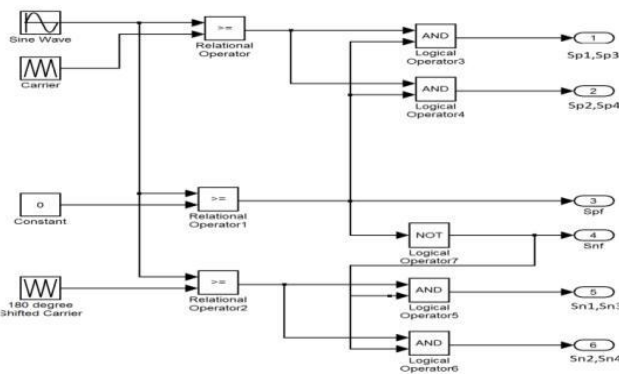 Sine Wave
Carrier
>=
Relational
Operator
AND
Logical
Operator3
1
Sp1,Sp3
AND
Logical
Operator4
2
Sp2,Sp4
0
Constant
>=
Relational
Operator1
3
Spf
NOT
Logical
Operator7
4
Snf
180 degree
Shifted Carrier
>=
Relational
Operator2
AND
Logical
Operator5
5
Sn1,Sn3
AND
Logical
Operator6
6
Sn2,Sn4